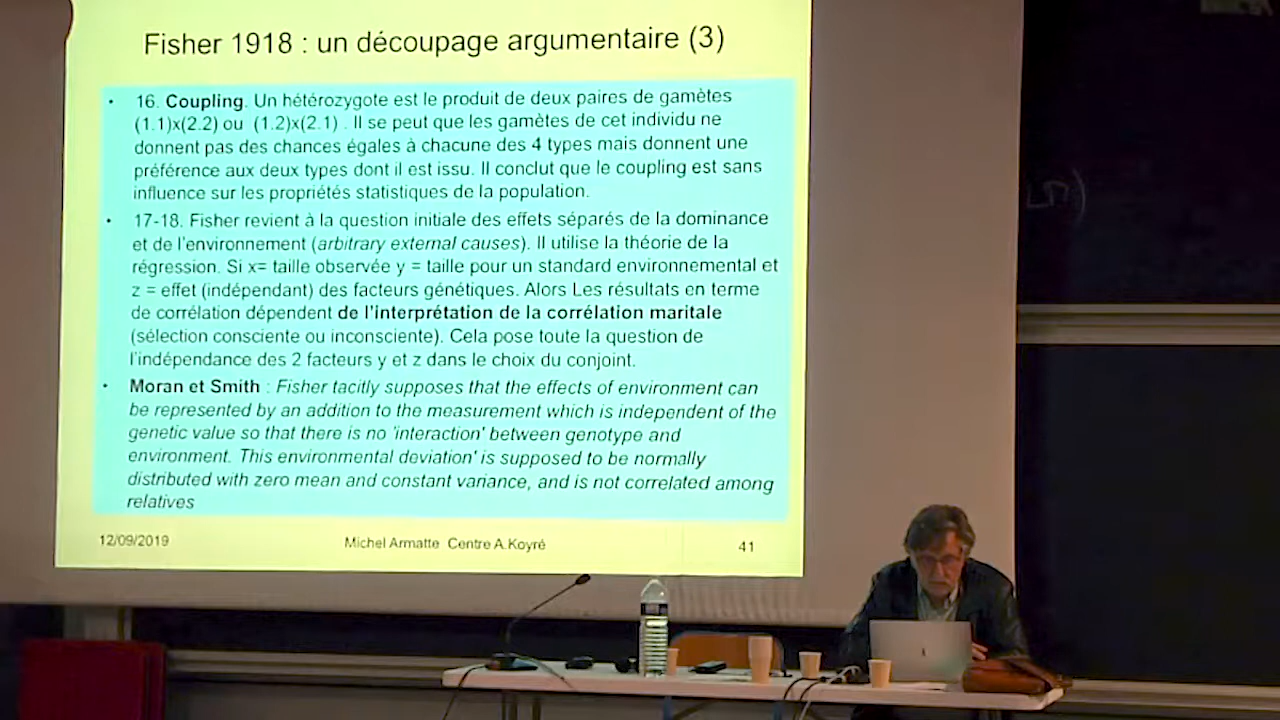 Fisher 1918 : un découpage argumentaire (3)
• 16. Coupling. Un hétérozygote est le produit de deux paires de gamètes
(1.1)x(2.2) ou (1.2)x(2.1) . Il se peut que les gamètes de cet individu ne
donnent pas des chances égales à chacune des 4 types mais donnent une
préférence aux deux types dont il est issu. Il conclut que le coupling est sans
influence sur les propriétés statistiques de la population.
• 17-18. Fisher revient à la question initiale des effets séparés de la dominance
et de l'environnement (arbitrary external causes). Il utilise la théorie de la
régression. Si x= taille observée y = taille pour un standard environnemental et
z = effet (indépendant) des facteurs génétiques. Alors Les résultats en terme
de corrélation dépendent de l'interprétation de la corrélation maritale
(sélection consciente ou inconsciente). Cela pose toute la question de
l'indépendance des 2 facteurs y et z dans le choix du conjoint.
• Moran et Smith : Fisher tacitly supposes that the effects of environment can
be represented by an addition to the measurement which is independent of the
genetic value so that there is no 'interaction' between genotype and
environment. This environmental deviation' is supposed to be normally
distributed with zero mean and constant variance, and is not correlated among
relatives
12/09/2019 Michel Armatte Centre A.Koyré 41